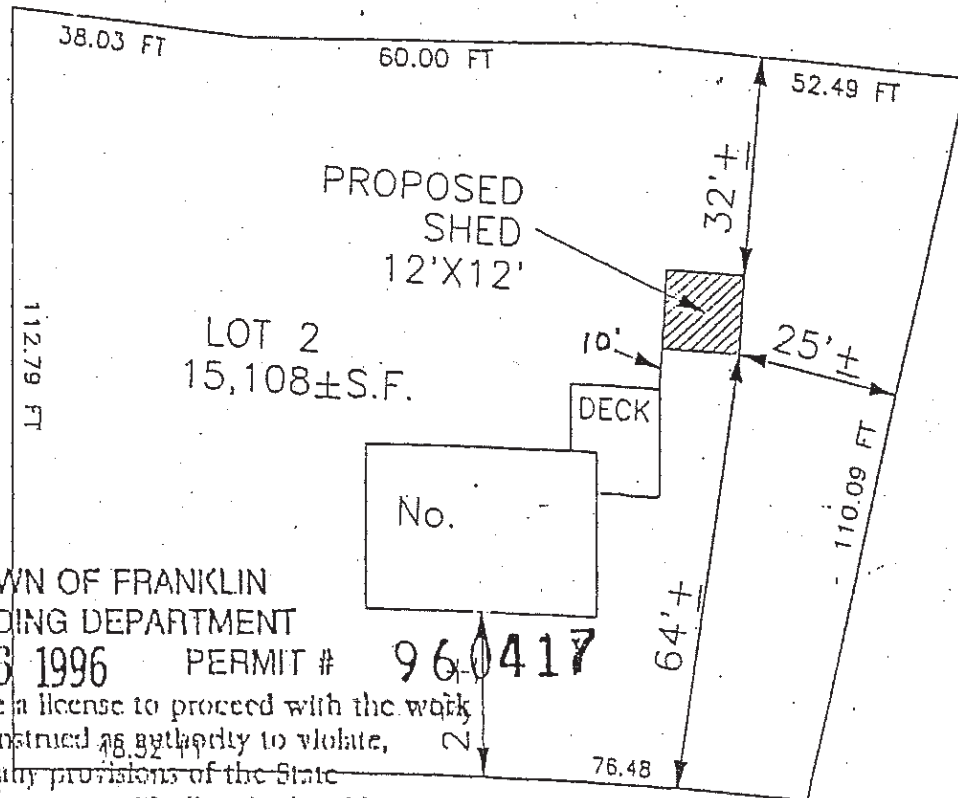 38.03 FT
60.00 FT
52.49 FT
32'±
PROPOSED
SHED
12'X12'
112.79 FT
LOT 2
15,108±S.F.
10'
25'±
DECK
110.09 FT
No.
64'±
WN OF FRANKLIN
DING DEPARTMENT
1996 PERMIT # 960417
a license to proceed with the work
nstrued as authority to violate,
any provisions of the State
76.48